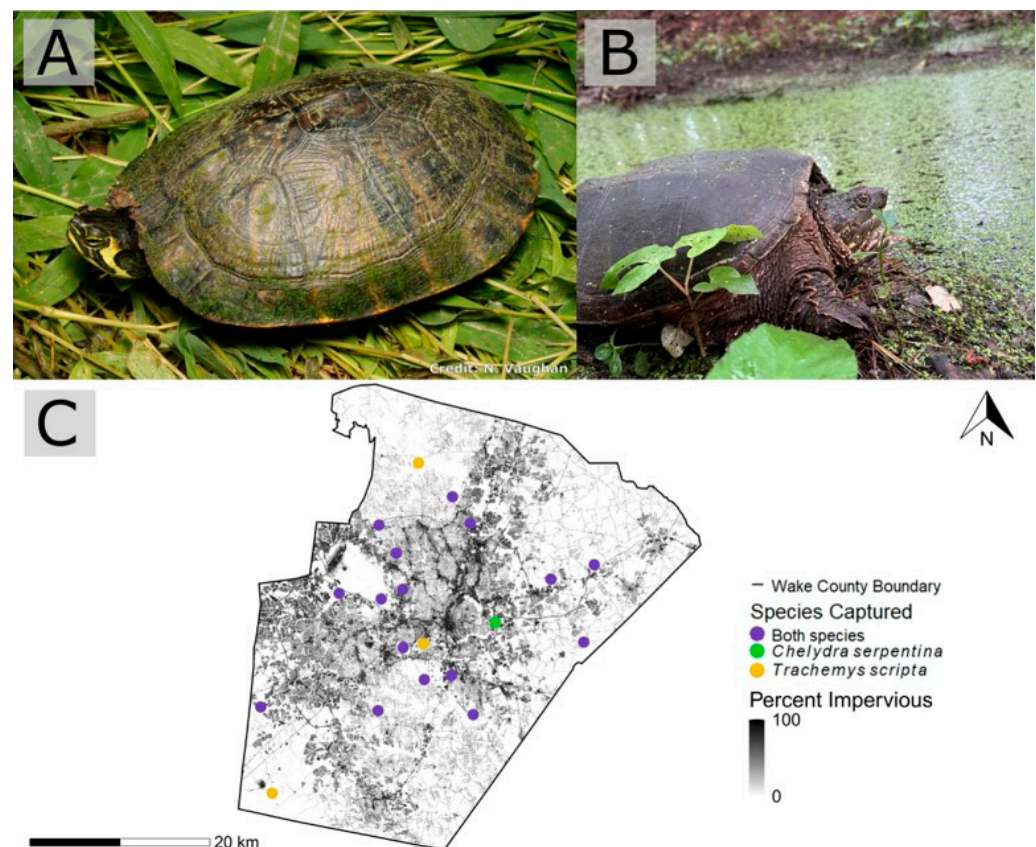 A
B
Credit: N. Vaughan
C
N
Wake County Boundary
Species Captured
Both species
Chelydra serpentina
Trachemys scripta
Percent Impervious
100
0
20 km